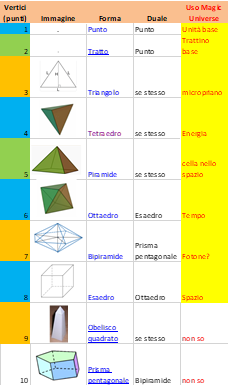 Vertici (punti) Immagine Forma Duale Uso Magic Universe
1 . Punto Punto Unità base
2 . Tratto Punto Trattino base
3 Triangolo se stesso micropriano
4 Tetraedro se stesso Energia
5 Piramide se stesso cella nello spazio
6 Ottaedro Esaedro Tempo
7 Bipiramide Prisma pentagonale Fotone?
8 Esaedro Ottaedro Spazio
9 Obelisco quadrato se stesso non so
10 Prisma pentagonale Bipiramide non so